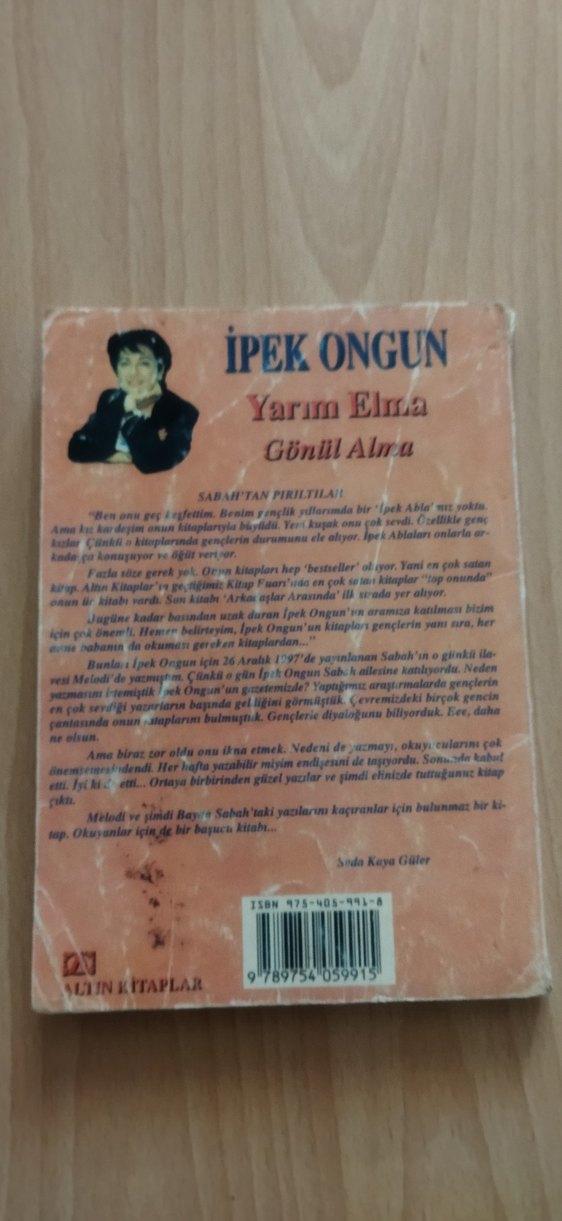 İPEK ONGUN
Yarım Elma
Gönül Alma
SABAH'TAN PIRILTILAR
"Ben onu geç keşfettim. Benim gençlik yıllarımda bir 'İpek Abla'mız yoktu.
Ama kız kardeşim onun kitaplarıyla büyüdü. Yeni kuşak onu çok sevdi. Özellikle genç
kızlar. Çünkü o kitaplarında gençlerin durumunu ele alıyor. İpek Ablaları onlarla ar-
kadaşça konuşuyor ve öğüt veriyor.
Fazla söze gerek yok. Onun kitapları hep 'bestseller' oluyor. Yani en çok satan
kitap. Altın Kitaplar'ın geçtiğimiz Kitap Fuarı'nda en çok satan kitaplar "top onunda"
onun üç kitabı vardı. Son kitabı 'Arkadaşlar Arasında' ilk sırada yer alıyor.
Bugüne kadar basından uzak duran İpek Ongun'un aramıza katılması bizim
için çok önemli. Hemen belirteyim, İpek Ongun'un kitapları gençlerin yanı sıra, her
anne babanın da okuması gereken kitaplardan..."
Bunları İpek Ongun için 26 Aralık 1997'de yayınlanan Sabah'ın o günkü ila-
vesi Melodi'de yazmıştım. Çünkü o gün İpek Ongun Sabah ailesine katılıyordu. Neden
yazmasını istemiştik İpek Ongun'un gazetemizde? Yaptığımız araştırmalarda gençlerin
en çok sevdiği yazarların başında geldiğini görmüştük. Çevremizdeki birçok gencin
çantasında onun kitaplarını bulmuştuk. Gençlerle diyaloğunu biliyorduk. Eee, daha
ne olsun.
Ama biraz zor oldu onu ikna etmek. Nedeni de yazmayı, okuyucularını çok
önemsemesindendi. Her hafta yazabilir miyim endişesini de taşıyordu. Sonunda kabul
etti. İyi ki de etti... Ortaya birbirinden güzel yazılar ve şimdi elinizde tuttuğunuz kitap
çıktı.
Melodi ve şimdi Bayan Sabah'taki yazılarını kaçıranlar için bulunmaz bir ki-
tap. Okuyanlar için de bir başucu kitabı...
Seda Kaya Güler
ISBN 975-405-991-8
9 789754 059915
ALTIN KİTAPLAR